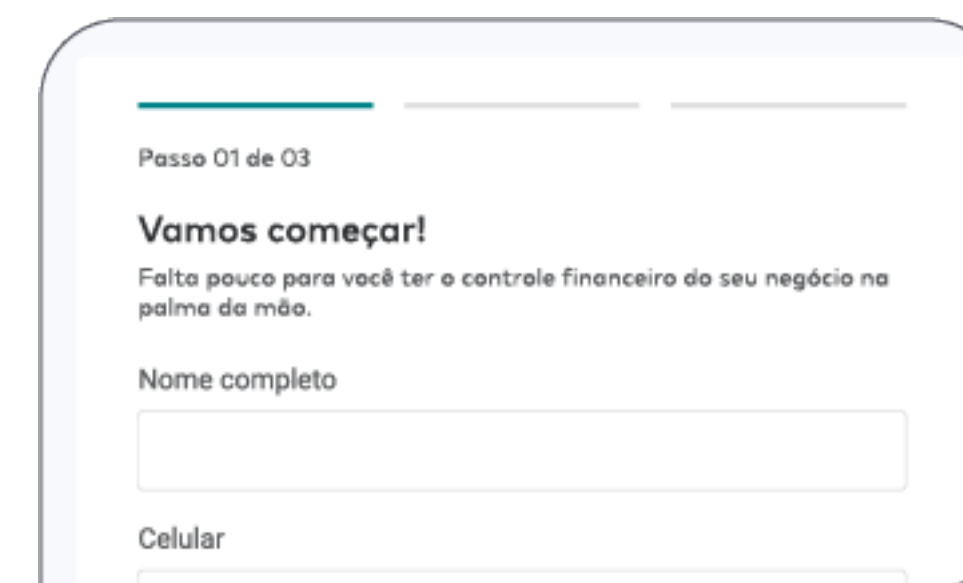 Passo 01 de 03
Vamos começar!
Falta pouco para você ter o controle financeiro do seu negócio na
palma da mão.
Nome completo
Celular